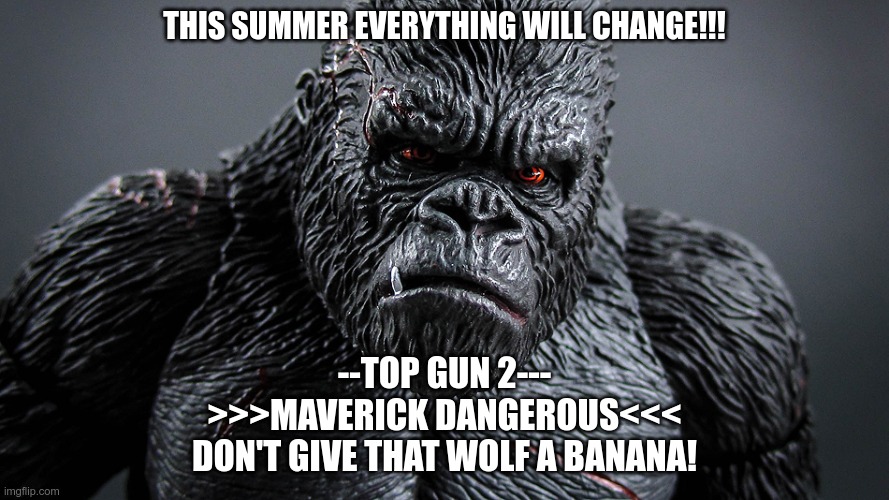 THIS SUMMER EVERYTHING WILL CHANGE!!!
--TOP GUN 2---
>>>MAVERICK DANGEROUS<<<
DON'T GIVE THAT WOLF A BANANA!
imgflip.com